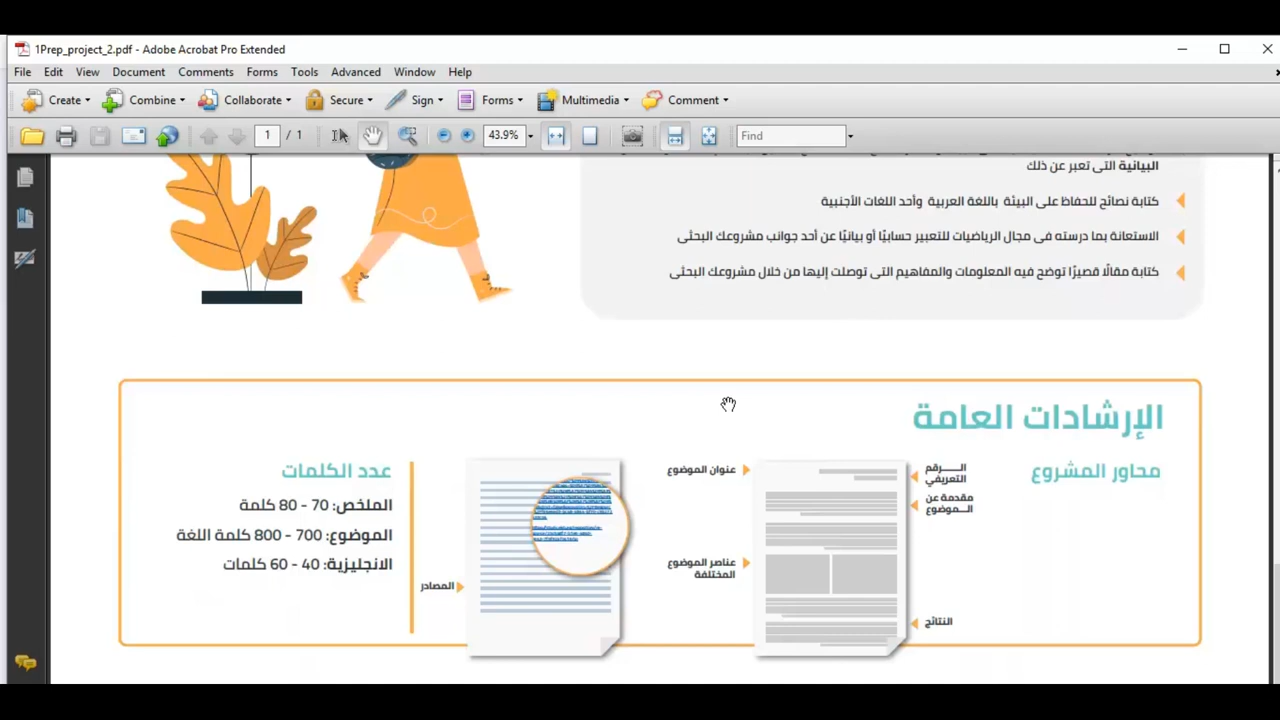 1Prep_project_2.pdf - Adobe Acrobat Pro Extended
File Edit View Document Comments Forms Tools Advanced Window Help
Create Combine Collaborate Secure Sign Forms Multimedia Comment
1 / 1 43.9% Find
البيانية التى تعبر عن ذلك
كتابة نصائح للحفاظ على البيئة باللغة العربية وأحد اللغات الأجنبية
الاستعانة بما درسته فى مجال الرياضيات للتعبير حسابيًا أو بيانيًا عن أحد جوانب مشروعك البحثى
كتابة مقالًا قصيرًا توضح فيه المعلومات والمفاهيم التى توصلت إليها من خلال مشروعك البحثى
الإرشادات العامة
محاور المشروع
الـــرقم
التعريفي
مقدمة عن
الـــموضوع
النتائج
عنوان الموضوع
عناصر الموضوع
المختلفة
المصادر
عدد الكلمات
الملخص: 70 - 80 كلمة
الموضوع: 700 - 800 كلمة اللغة
الانجليزية: 40 - 60 كلمات